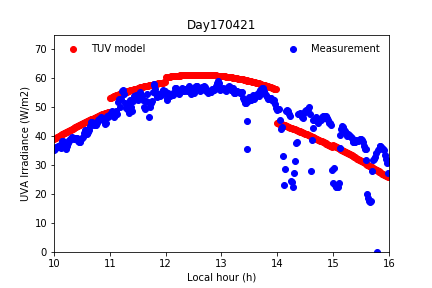 Day170421
TUV model
Measurement
UVA Irradiance (W/m2)
70
60
50
40
30
20
10
0
10 11 12 13 14 15 16
Local hour (h)